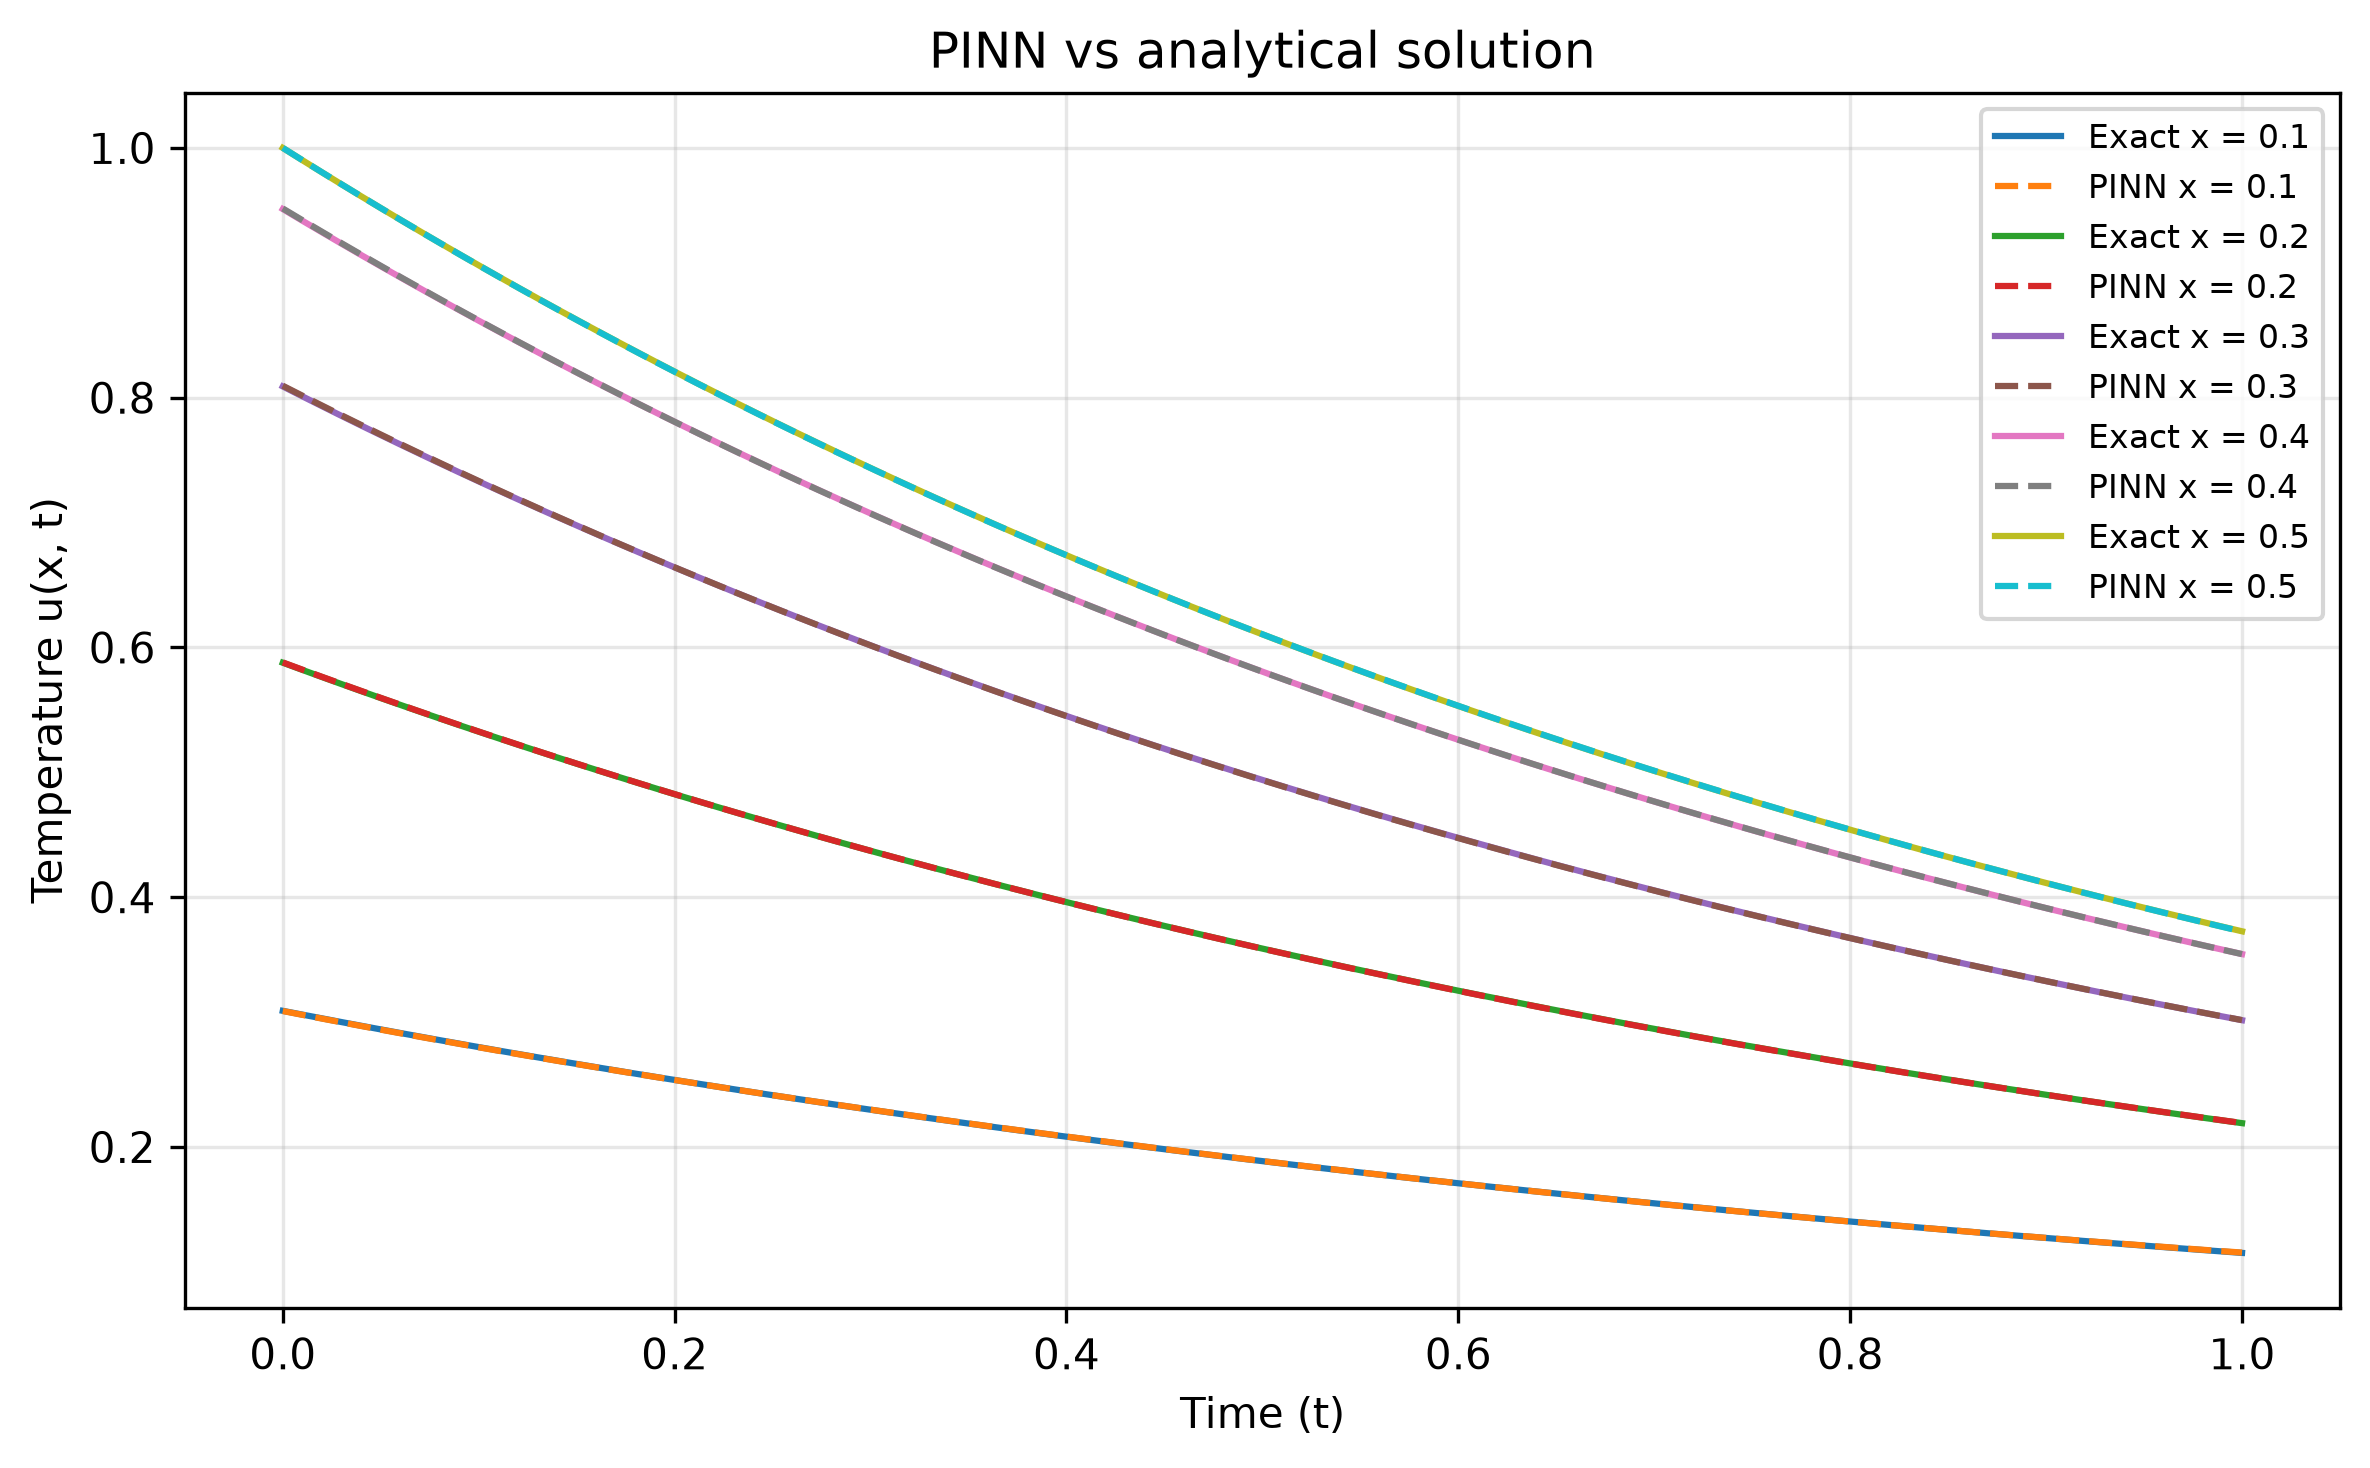 PINN vs analytical solution
1.0
0.8
0.6
0.4
0.2
Temperature u(x, t)
Exact x = 0.1
PINN x = 0.1
Exact x = 0.2
PINN x = 0.2
Exact x = 0.3
PINN x = 0.3
Exact x = 0.4
PINN x = 0.4
Exact x = 0.5
PINN x = 0.5
0.0 0.2 0.4 0.6 0.8 1.0
Time (t)